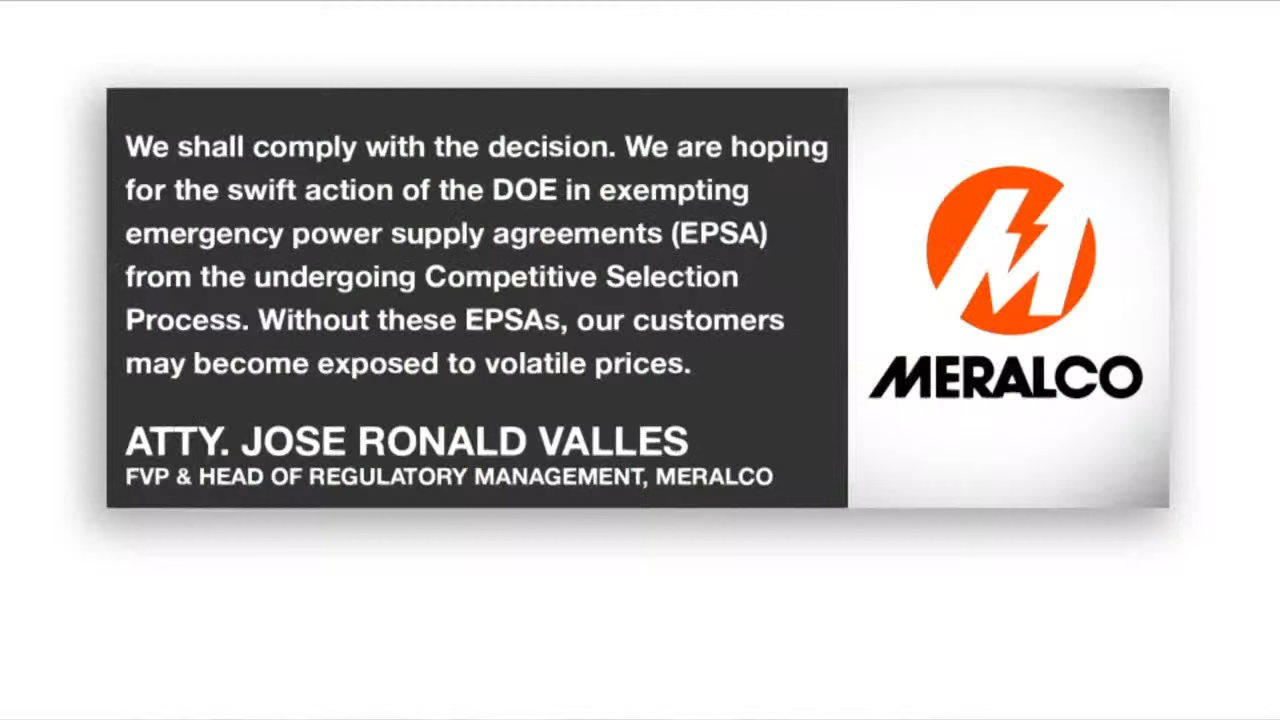 We shall comply with the decision. We are hoping
for the swift action of the DOE in exempting
emergency power supply agreements (EPSA)
from the undergoing Competitive Selection
Process. Without these EPSAs, our customers
may become exposed to volatile prices.
ATTY. JOSE RONALD VALLES
FVP & HEAD OF REGULATORY MANAGEMENT, MERALCO
MERALCO